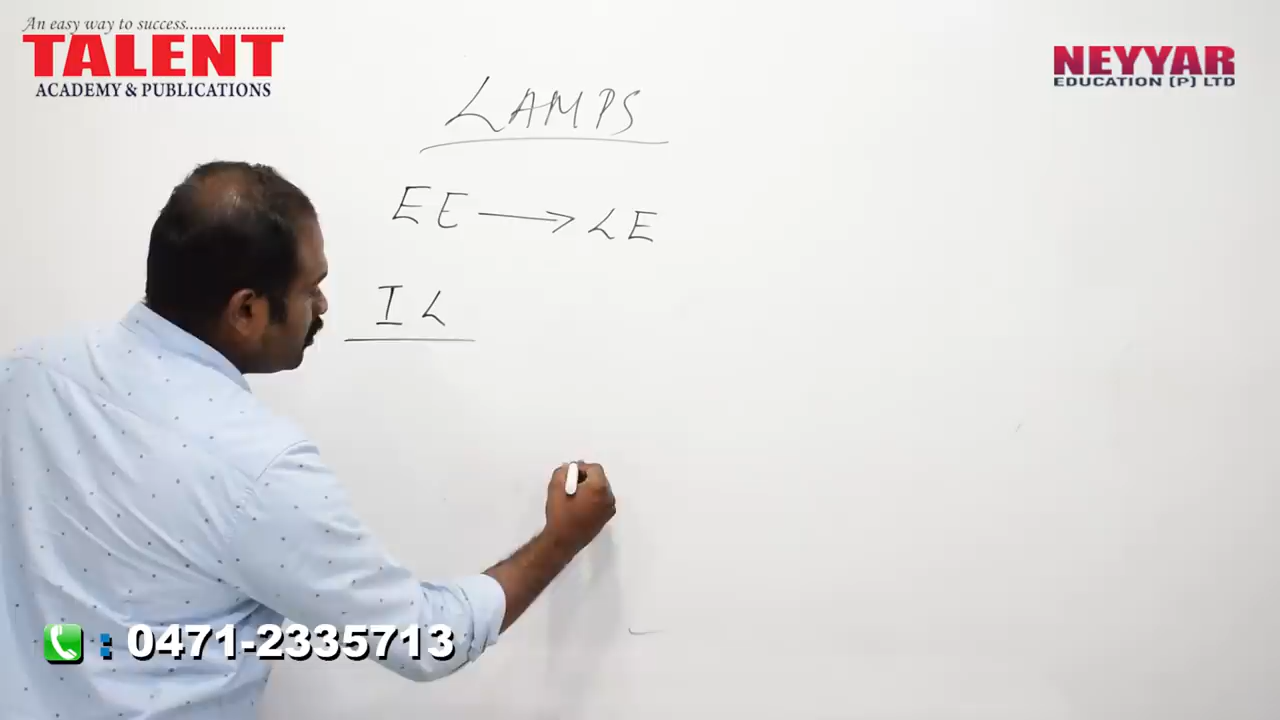 An easy way to success.......................
TALENT
ACADEMY & PUBLICATIONS
NEYYAR
EDUCATION (P) LTD
LAMPS
EE → LE
IL
: 0471-2335713